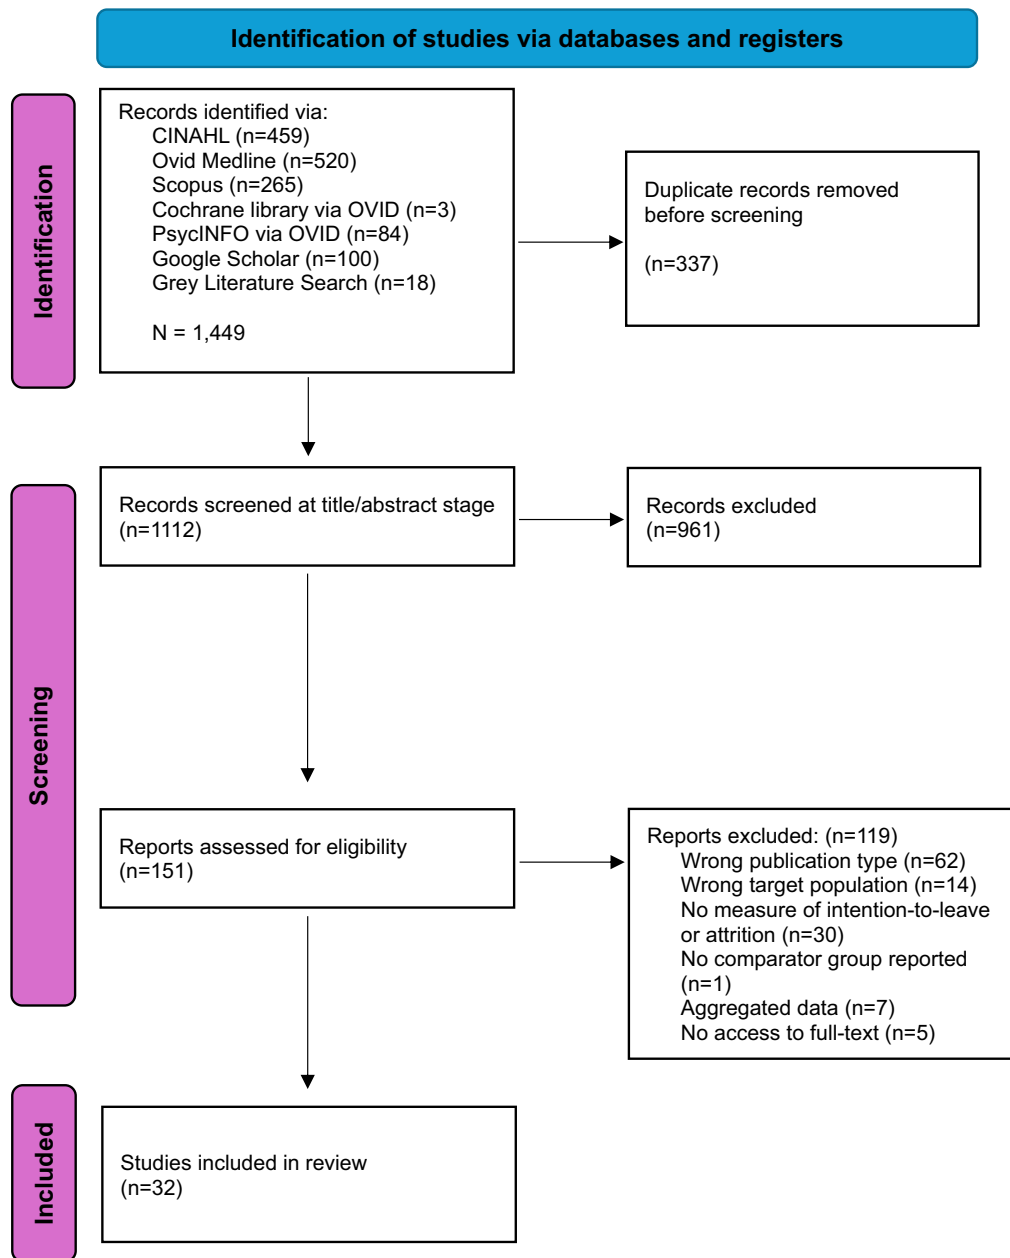 Identification of studies via databases and registers
Identification
Records identified via:
CINAHL (n=459)
Ovid Medline (n=520)
Scopus (n=265)
Cochrane library via OVID (n=3)
PsycINFO via OVID (n=84)
Google Scholar (n=100)
Grey Literature Search (n=18)
N = 1,449
Duplicate records removed
before screening
(n=337)
Screening
Records screened at title/abstract stage
(n=1112)
Records excluded
(n=961)
Reports assessed for eligibility
(n=151)
Reports excluded: (n=119)
Wrong publication type (n=62)
Wrong target population (n=14)
No measure of intention-to-leave
or attrition (n=30)
No comparator group reported
(n=1)
Aggregated data (n=7)
No access to full-text (n=5)
Included
Studies included in review
(n=32)